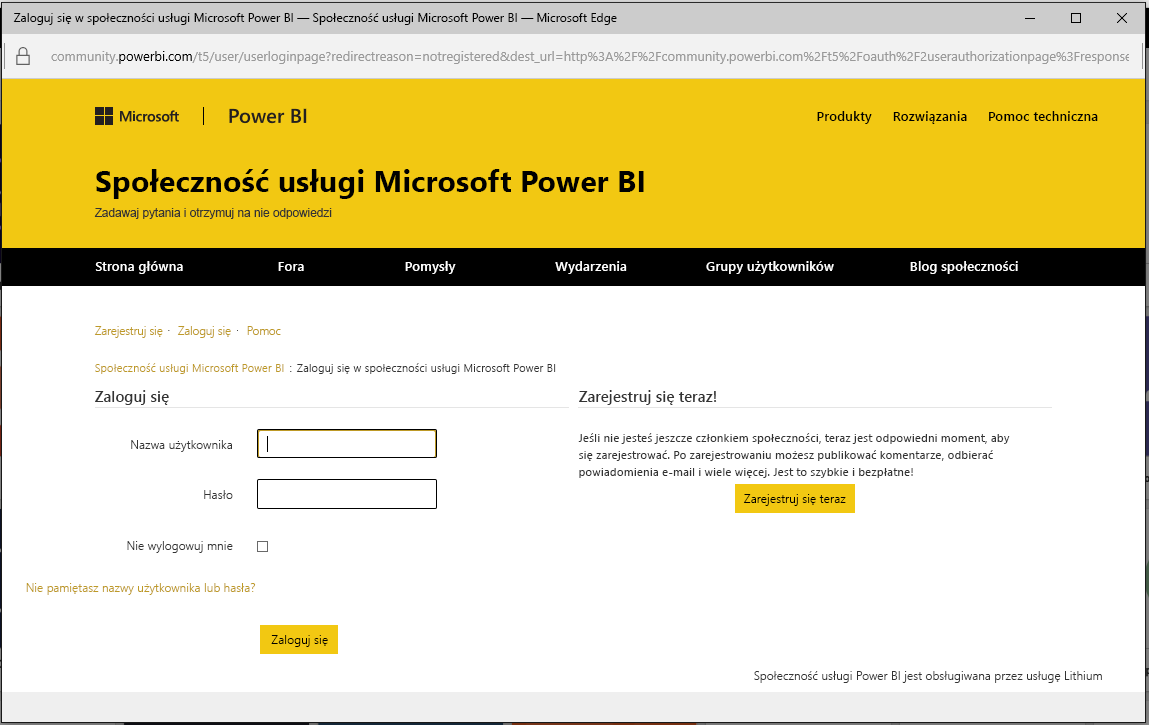 Zaloguj się w społeczności usługi Microsoft Power BI — Społeczność usługi Microsoft Power BI — Microsoft Edge
community.powerbi.com/t5/user/userloginpage?redirectreason=notregistered&dest_url=http%3A%2F%2Fcommunity.powerbi.com%2Ft5%2Foauth%2F2userauthorizationpage%3Fresponse
Microsoft | Power BI Produkty Rozwiązania Pomoc techniczna
Społeczność usługi Microsoft Power BI
Zadawaj pytania i otrzymuj na nie odpowiedzi
Strona główna Fora Pomysły Wydarzenia Grupy użytkowników Blog społeczności
Zarejestruj się · Zaloguj się · Pomoc
Społeczność usługi Microsoft Power BI : Zaloguj się w społeczności usługi Microsoft Power BI
Zaloguj się
Nazwa użytkownika
Hasło
Nie wylogowuj mnie
Nie pamiętasz nazwy użytkownika lub hasła?
Zaloguj się
Zarejestruj się teraz!
Jeśli nie jesteś jeszcze członkiem społeczności, teraz jest odpowiedni moment, aby
się zarejestrować. Po zarejestrowaniu możesz publikować komentarze, odbierać
powiadomienia e-mail i wiele więcej. Jest to szybkie i bezpłatne!
Zarejestruj się teraz
Społeczność usługi Power BI jest obsługiwana przez usługę Lithium